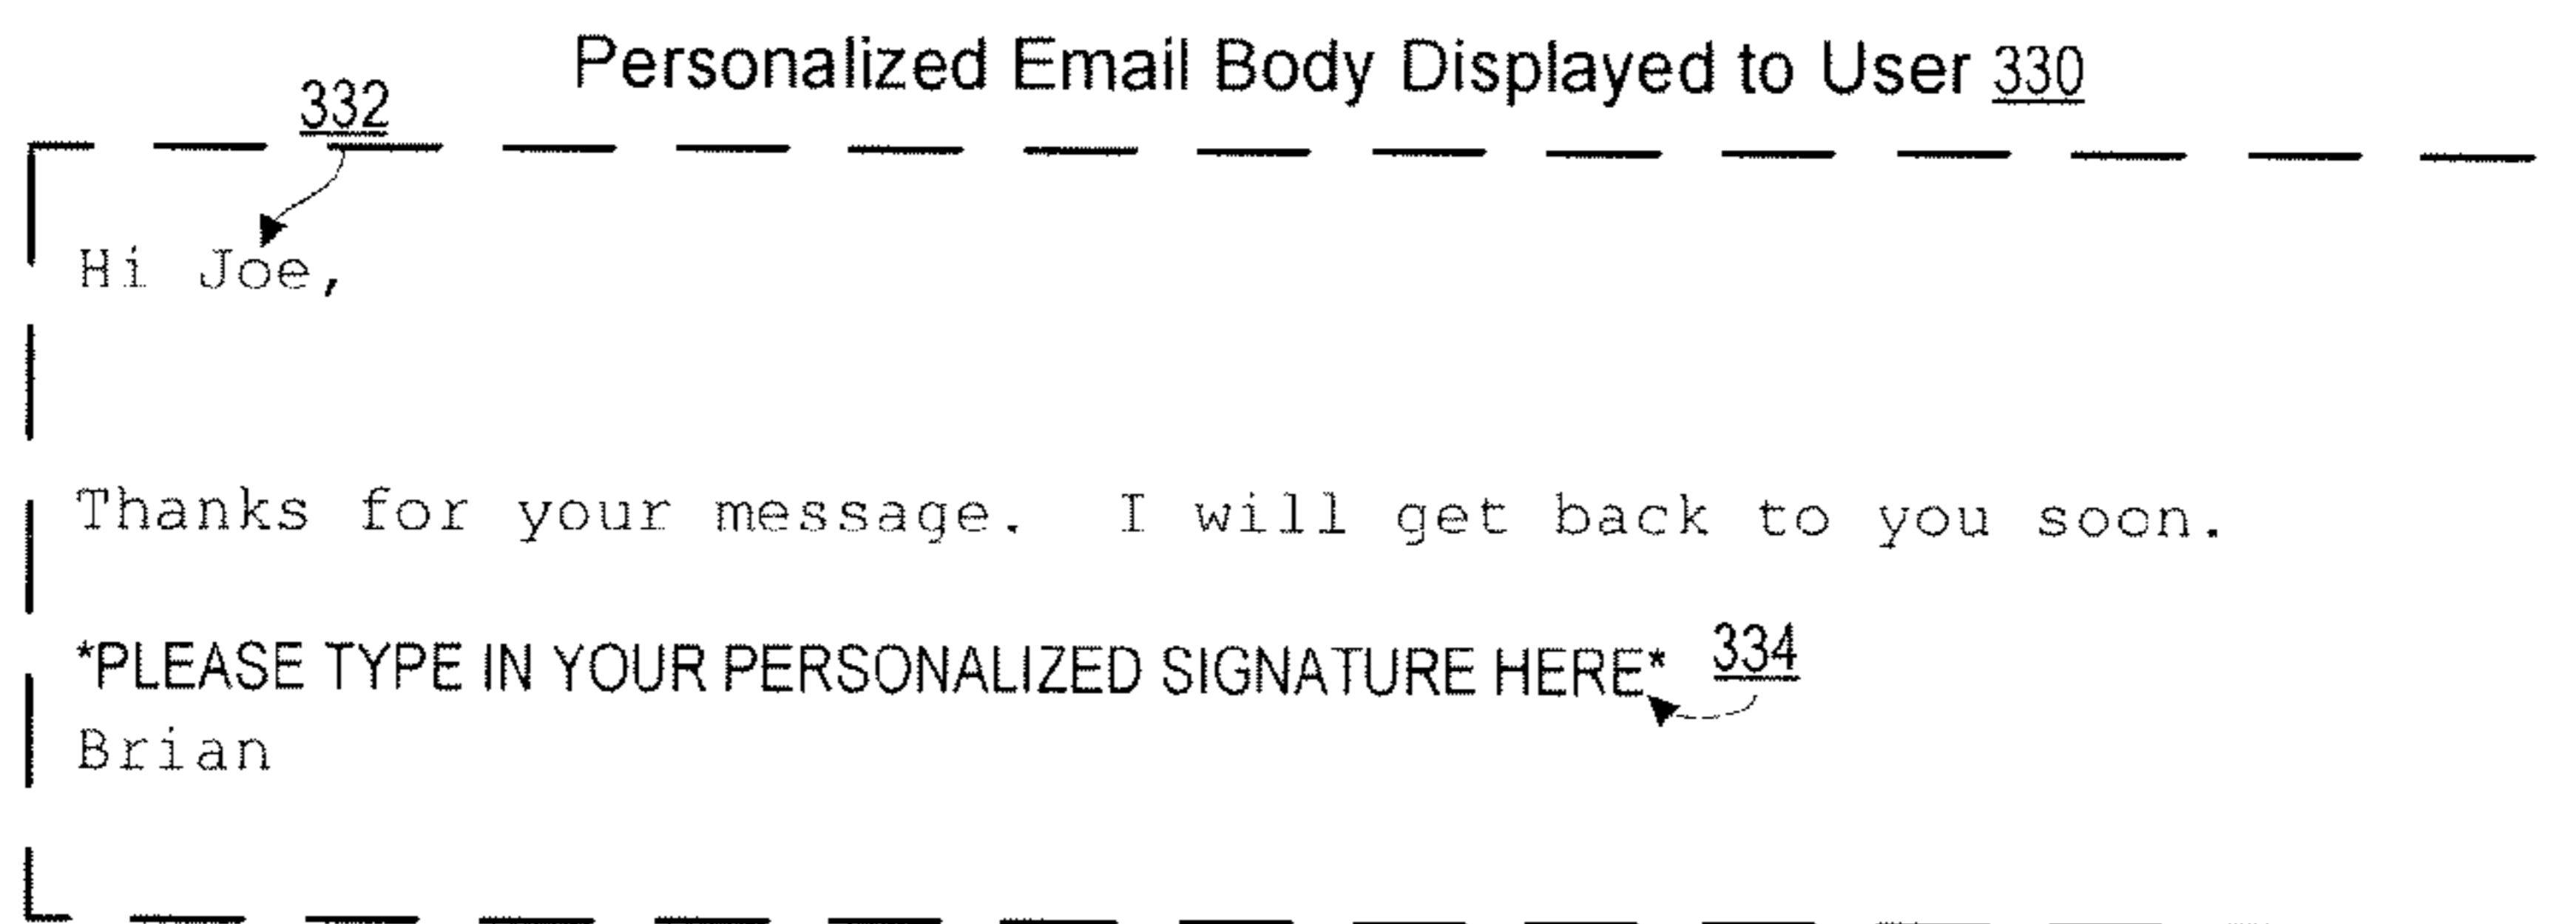 Personalized Email Body Displayed to User 330
332
Hi Joe,
Thanks for your message.  I will get back to you soon.
*PLEASE TYPE IN YOUR PERSONALIZED SIGNATURE HERE* 334
Brian